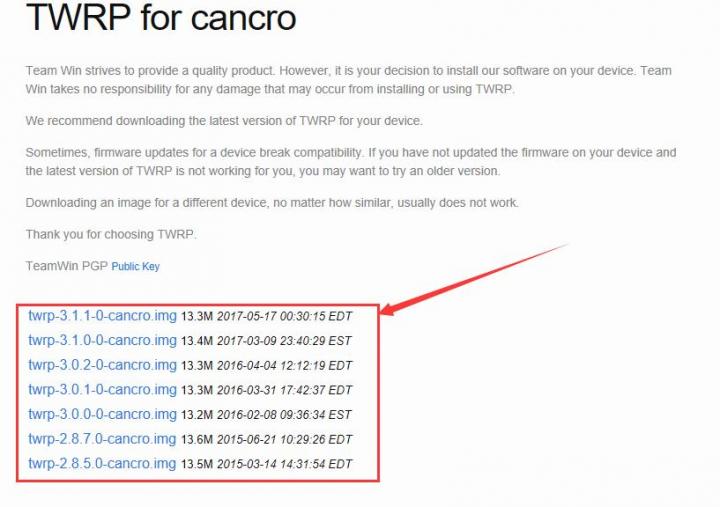 TWRP for cancro
Team Win strives to provide a quality product. However, it is your decision to install our software on your device. Team
Win takes no responsibility for any damage that may occur from installing or using TWRP.
We recommend downloading the latest version of TWRP for your device.
Sometimes, firmware updates for a device break compatibility. If you have not updated the firmware on your device and
the latest version of TWRP is not working for you, you may want to try an older version.
Downloading an image for a different device, no matter how similar, usually does not work.
Thank you for choosing TWRP.
TeamWin PGP Public Key
twrp-3.1.1-0-cancro.img 13.3M 2017-05-17 00:30:15 EDT
twrp-3.1.0-0-cancro.img 13.4M 2017-03-09 23:40:29 EST
twrp-3.0.2-0-cancro.img 13.3M 2016-04-04 12:12:19 EDT
twrp-3.0.1-0-cancro.img 13.3M 2016-03-31 17:42:37 EDT
twrp-3.0.0-0-cancro.img 13.2M 2016-02-08 09:36:34 EST
twrp-2.8.7.0-cancro.img 13.6M 2015-06-21 10:29:26 EDT
twrp-2.8.5.0-cancro.img 13.5M 2015-03-14 14:31:54 EDT